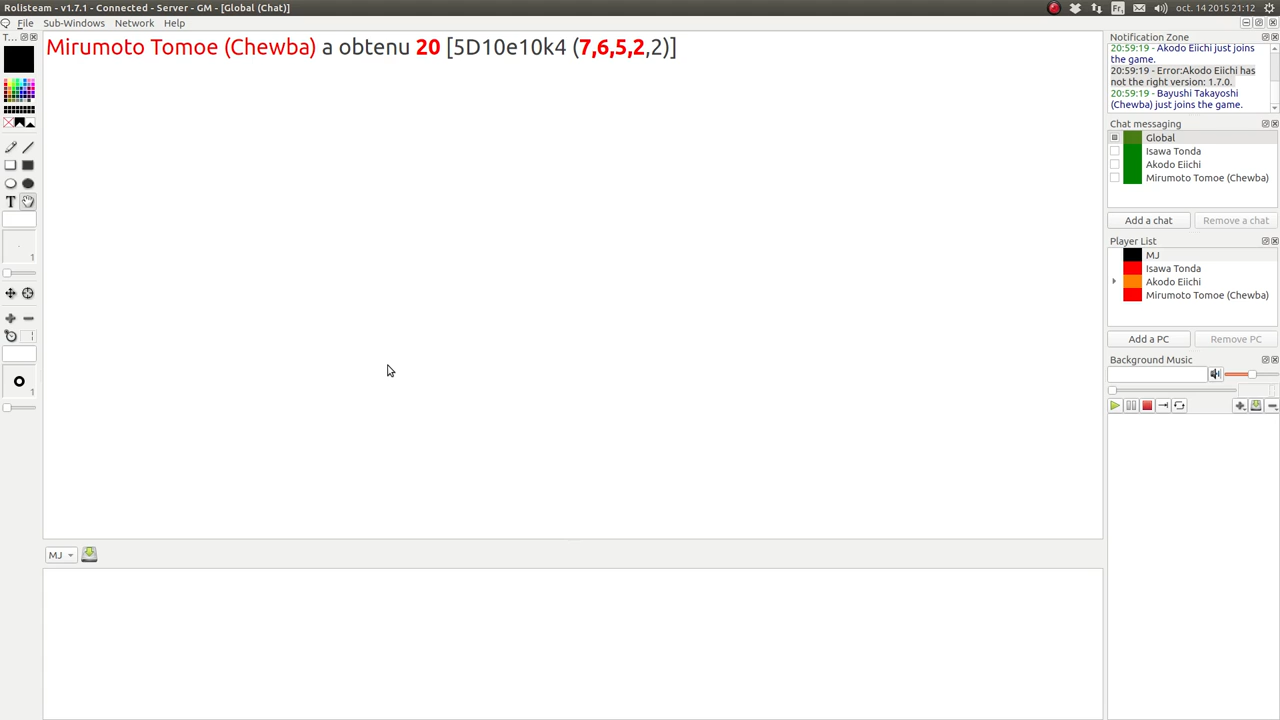 Rolisteam - v1.7.1 - Connected - Server - GM - [Global (Chat)]
Fr₁
oct. 14 2015 21:12
File Sub-Windows Network Help
T...
Mirumoto Tomoe (Chewba) a obtenu 20 [5D10e10k4 (7,6,5,2,2)]
T
1
1
MJ
Notification Zone
20:59:19 - Akodo Eiichi just joins
the game.
20:59:19 - Error:Akodo Eiichi has
not the right version: 1.7.0.
20:59:19 - Bayushi Takayoshi
(Chewba) just joins the game.
Chat messaging
Global
Isawa Tonda
Akodo Eiichi
Mirumoto Tomoe (Chewba)
Add a chat Remove a chat
Player List
MJ
Isawa Tonda
Akodo Eiichi
Mirumoto Tomoe (Chewba)
Add a PC Remove PC
Background Music